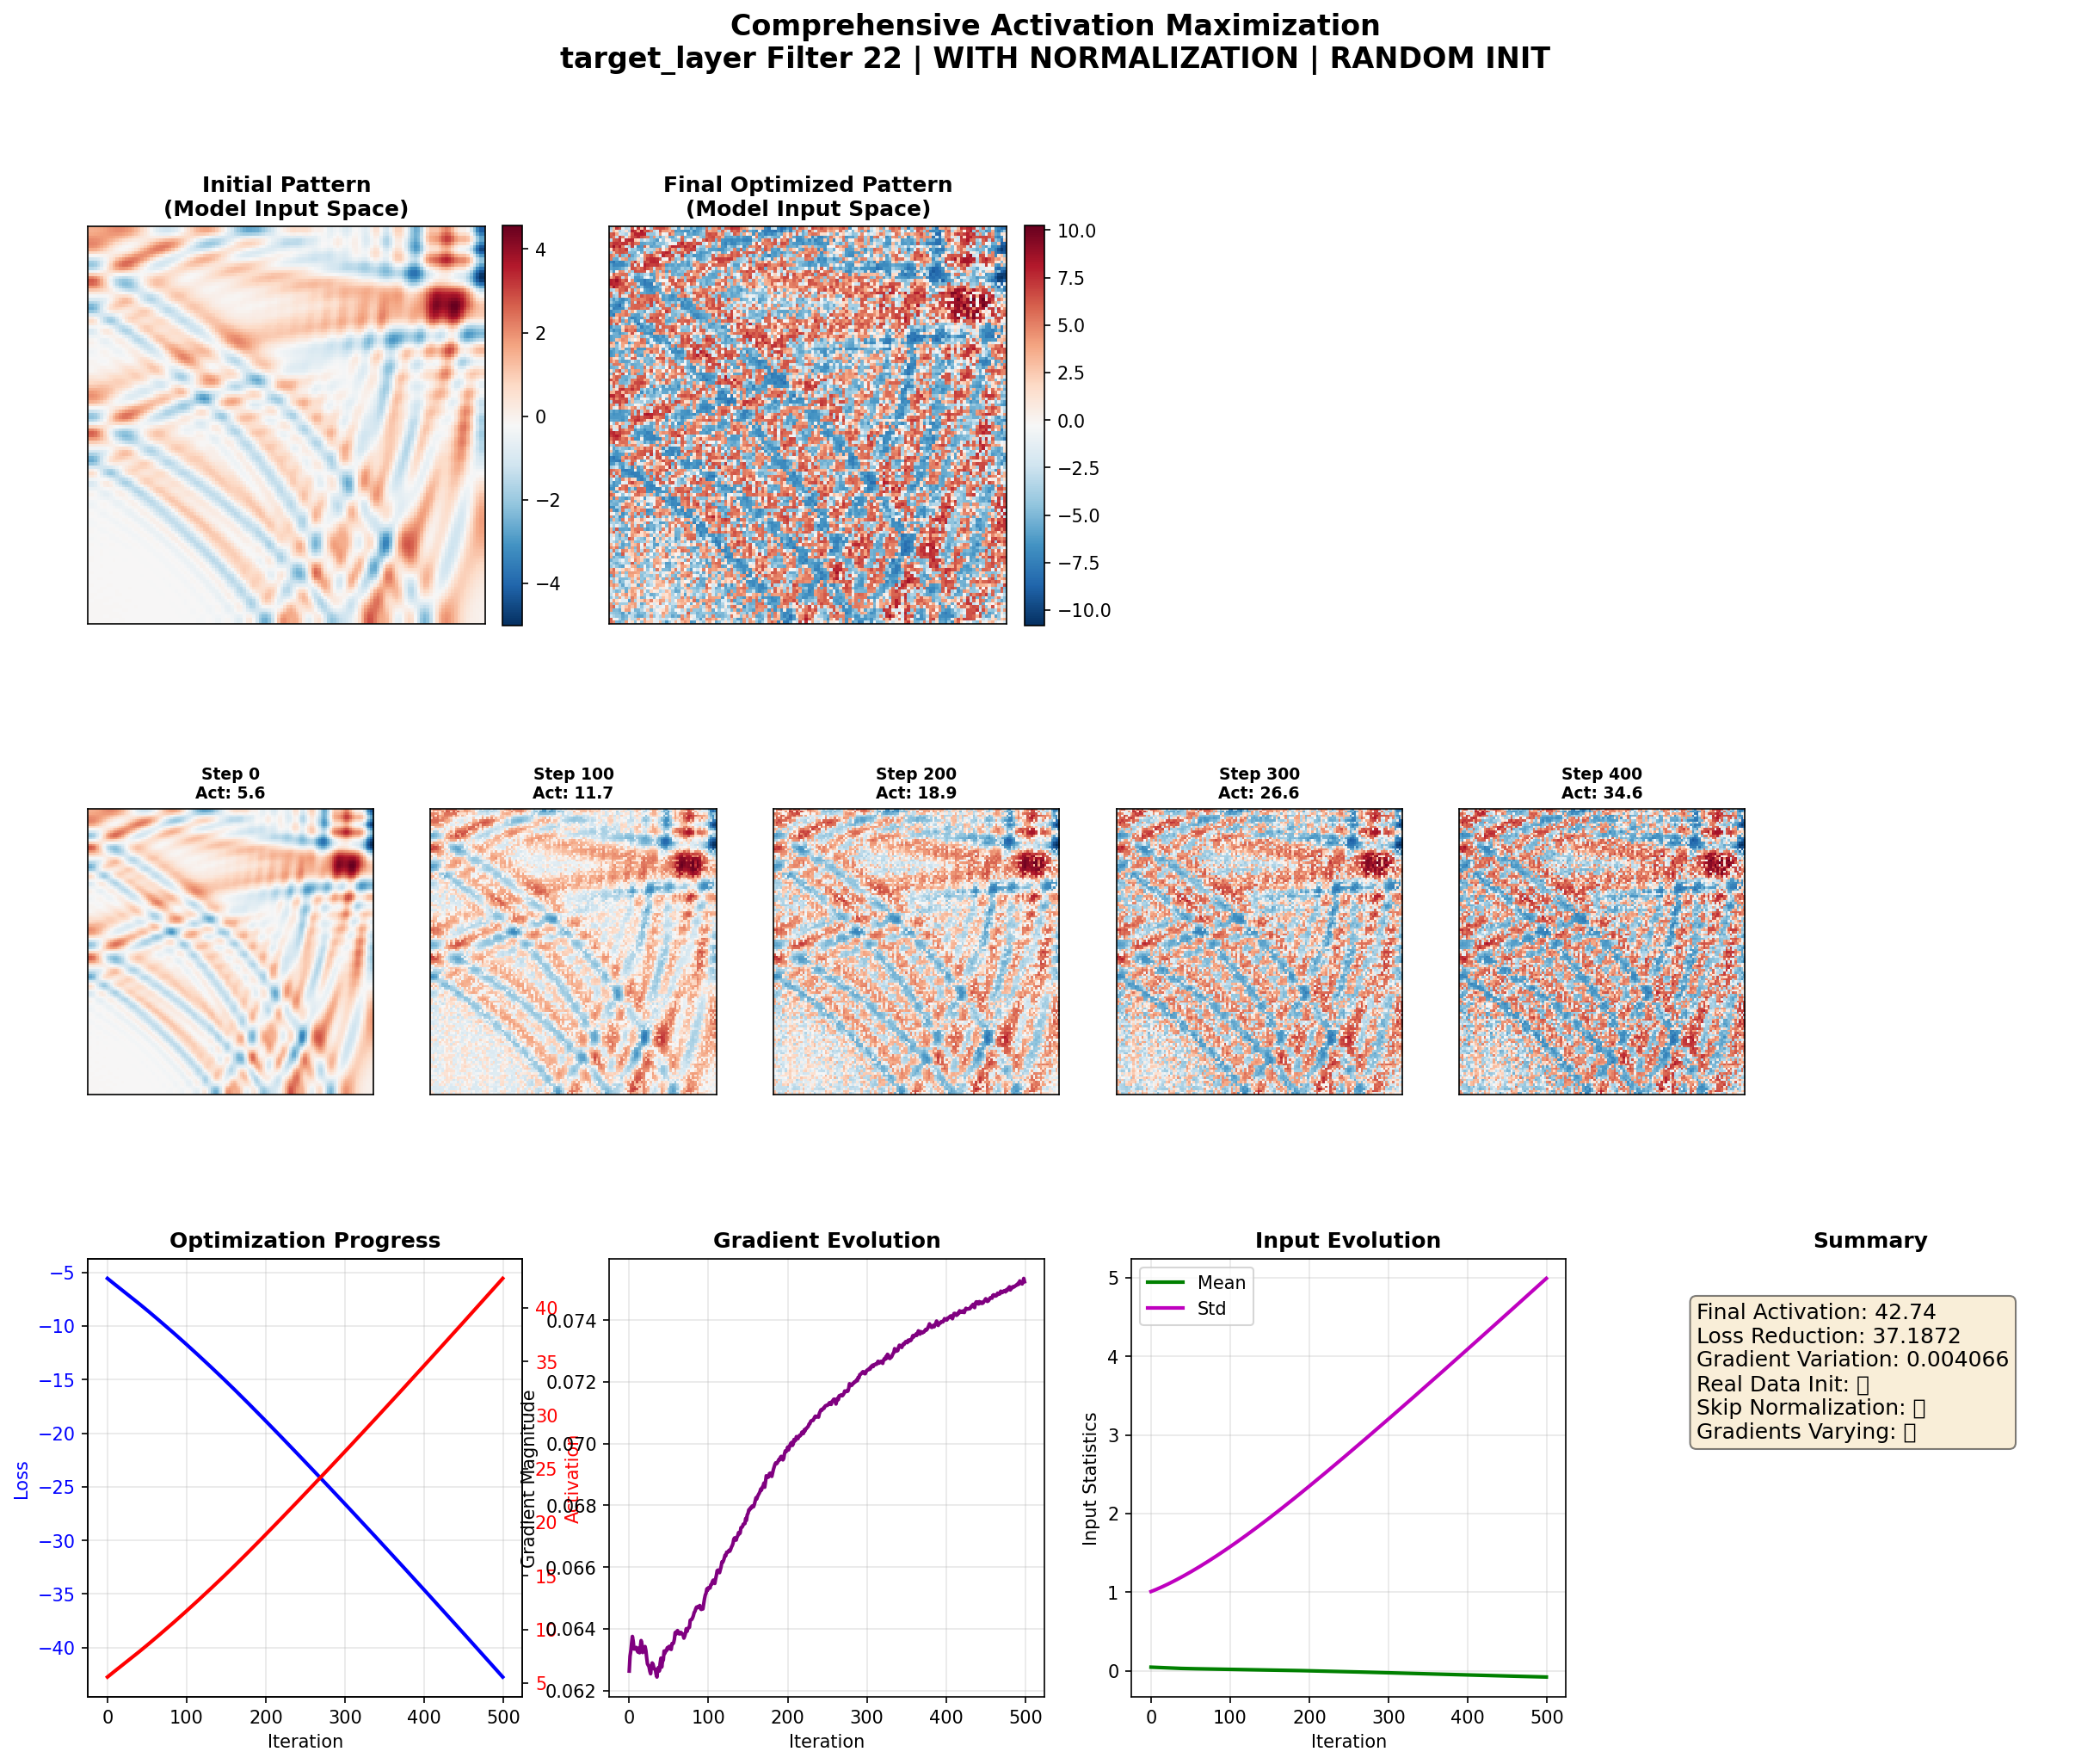 Comprehensive Activation Maximization
target_layer Filter 22 | WITH NORMALIZATION | RANDOM INIT
Initial Pattern
(Model Input Space)
4
2
0
−2
−4
Final Optimized Pattern
(Model Input Space)
10.0
7.5
5.0
2.5
0.0
−2.5
−5.0
−7.5
−10.0
Step 0
Act: 5.6
Step 100
Act: 11.7
Step 200
Act: 18.9
Step 300
Act: 26.6
Step 400
Act: 34.6
Optimization Progress
Loss
−5
−10
−15
−20
−25
−30
−35
−40
0 100 200 300 400 500
Iteration
40
35
30
25
20
15
10
5
Activation
Gradient Evolution
Gradient Magnitude
0.074
0.072
0.070
0.068
0.066
0.064
0.062
0 100 200 300 400 500
Iteration
Input Evolution
Input Statistics
Mean
Std
5
4
3
2
1
0
0 100 200 300 400 500
Iteration
Summary
Final Activation: 42.74
Loss Reduction: 37.1872
Gradient Variation: 0.004066
Real Data Init:
Skip Normalization:
Gradients Varying: